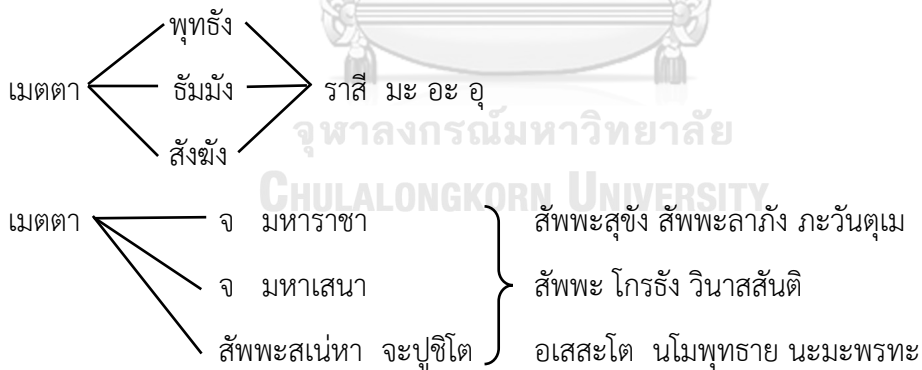 พุทธัง
เมตตา ธัมมัง ราสี มะ อะ อุ
สังฆัง
จุฬาลงกรณ์มหาวิทยาลัย
CHULALONGKORN UNIVERSITY
เมตตา จ มหาราชา สัพพะสุขัง สัพพะลาภัง ภะวันตุเม
จ มหาเสนา สัพพะ โกรธัง วินาสสันติ
สัพพะสเน่หา จะปูชิโต อเสสะโต นโมพุทธาย นะมะพรทะ